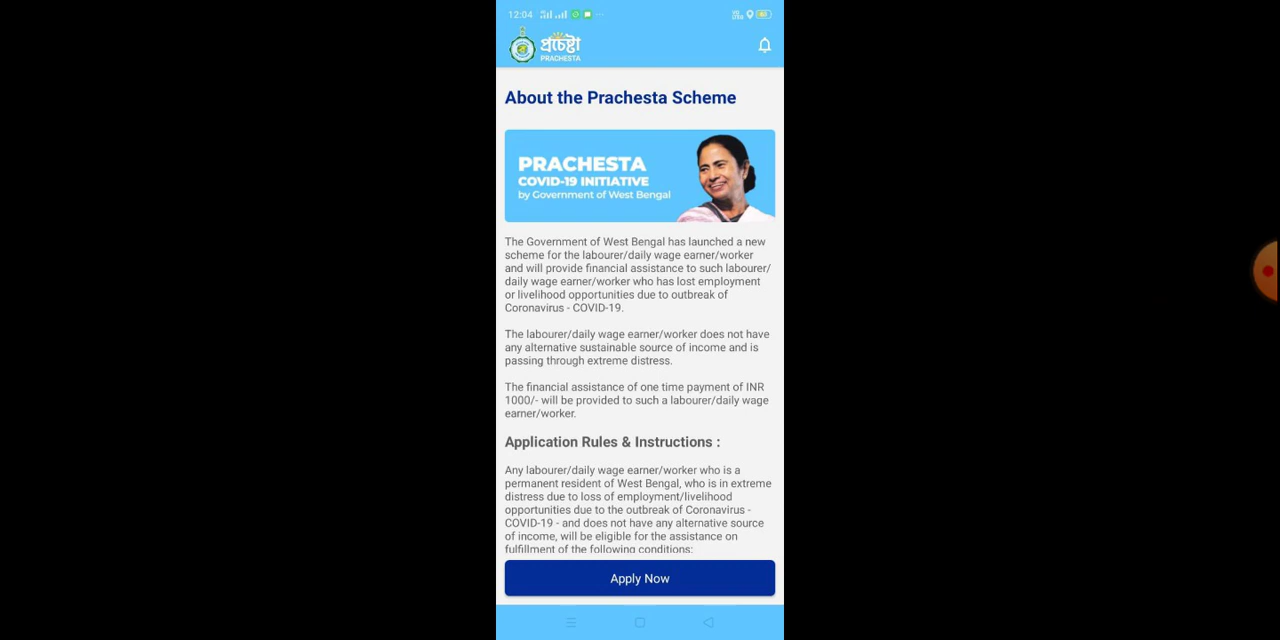 12:04
প্রচেষ্টা
PRACHESTA
About the Prachesta Scheme
PRACHESTA
COVID-19 INITIATIVE
by Government of West Bengal
The Government of West Bengal has launched a new
scheme for the labourer/daily wage earner/worker
and will provide financial assistance to such labourer/
daily wage earner/worker who has lost employment
or livelihood opportunities due to outbreak of
Coronavirus - COVID-19.
The labourer/daily wage earner/worker does not have
any alternative sustainable source of income and is
passing through extreme distress.
The financial assistance of one time payment of INR
1000/- will be provided to such a labourer/daily wage
earner/worker.
Application Rules & Instructions :
Any labourer/daily wage earner/worker who is a
permanent resident of West Bengal, who is in extreme
distress due to loss of employment/livelihood
opportunities due to the outbreak of Coronavirus -
COVID-19 - and does not have any alternative source
of income, will be eligible for the assistance on
fulfillment of the following conditions:
Apply Now